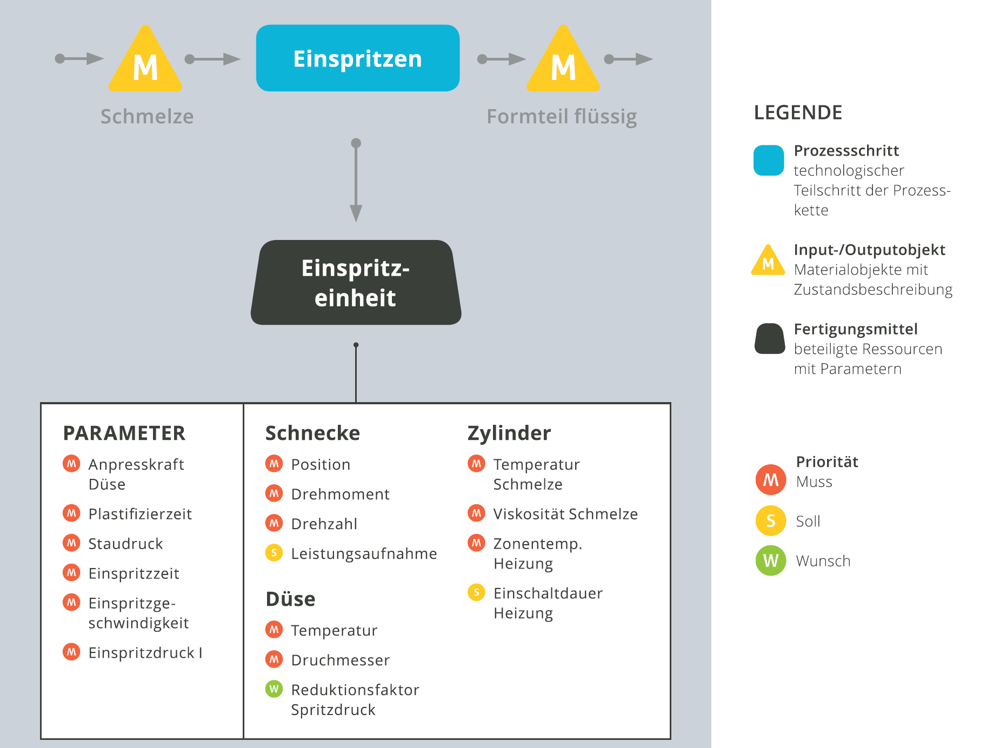 M
Einspritzen
M
Schmelze
Formteil flüssig
Einspritz-
einheit
PARAMETER
M Anpresskraft
Düse
M Plastifizierzeit
M Staudruck
M Einspritzzeit
M Einspritzge-
schwindigkeit
M Einspritzdruck I
Schnecke
M Position
M Drehmoment
M Drehzahl
S Leistungsaufnahme
Düse
M Temperatur
M Druchmesser
W Reduktionsfaktor
Spritzdruck
Zylinder
M Temperatur
Schmelze
M Viskosität Schmelze
M Zonentemp.
Heizung
S Einschaltdauer
Heizung
LEGENDE
Prozessschritt
technologischer
Teilschritt der Prozess-
kette
M
Input-/Outputobjekt
Materialobjekte mit
Zustandsbeschreibung
Fertigungsmittel
beteiligte Ressourcen
mit Parametern
Priorität
M Muss
S Soll
W Wunsch